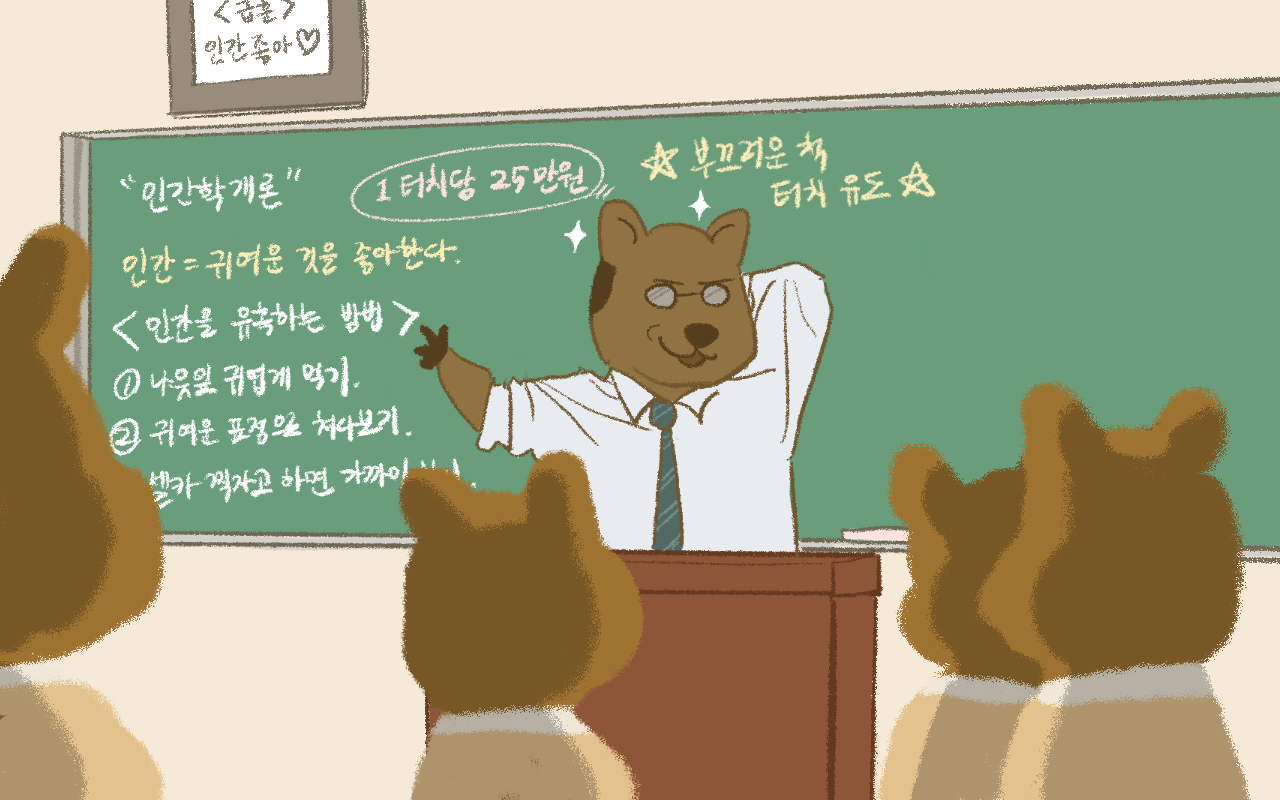 <급훈>
인간좋아♡
"인간학개론"
1 터치당 25만원
☆ 부끄러운 척
터치 유도 ☆
인간 = 귀여운 것을 좋아한다.
<인간을 유혹하는 방법>
① 나뭇잎 귀엽게 먹기.
② 귀여운 표정으로 쳐다보기.
셀카 찍자고 하면 가까이